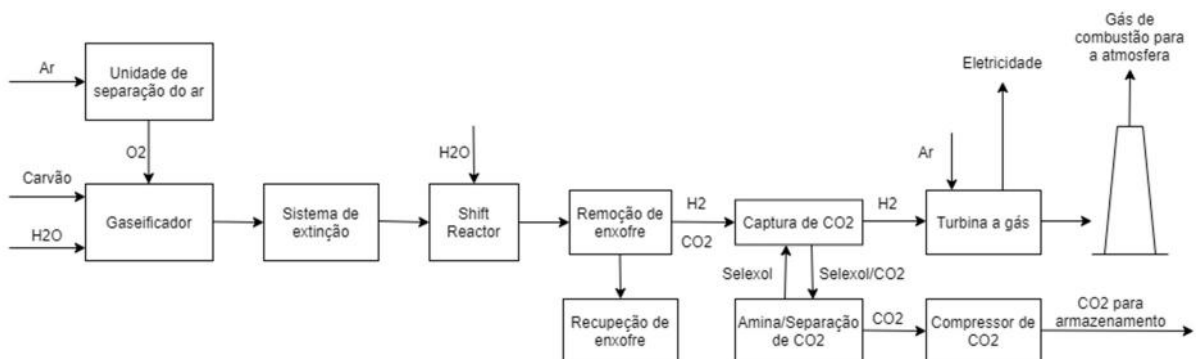 Gás de
combustão para
a atmosfera
Eletricidade
Ar
Unidade de
separação do ar
O2
H2O
Ar
Carvão
H2O
Gaseificador
Sistema de
extinção
Shift
Reactor
Remoção de
enxofre
H2
CO2
Captura de CO2
H2
Turbina a gás
Selexol
Selexol/CO2
Recupeção de
enxofre
Amina/Separação
de CO2
CO2
Compressor de
CO2
CO2 para
armazenamento